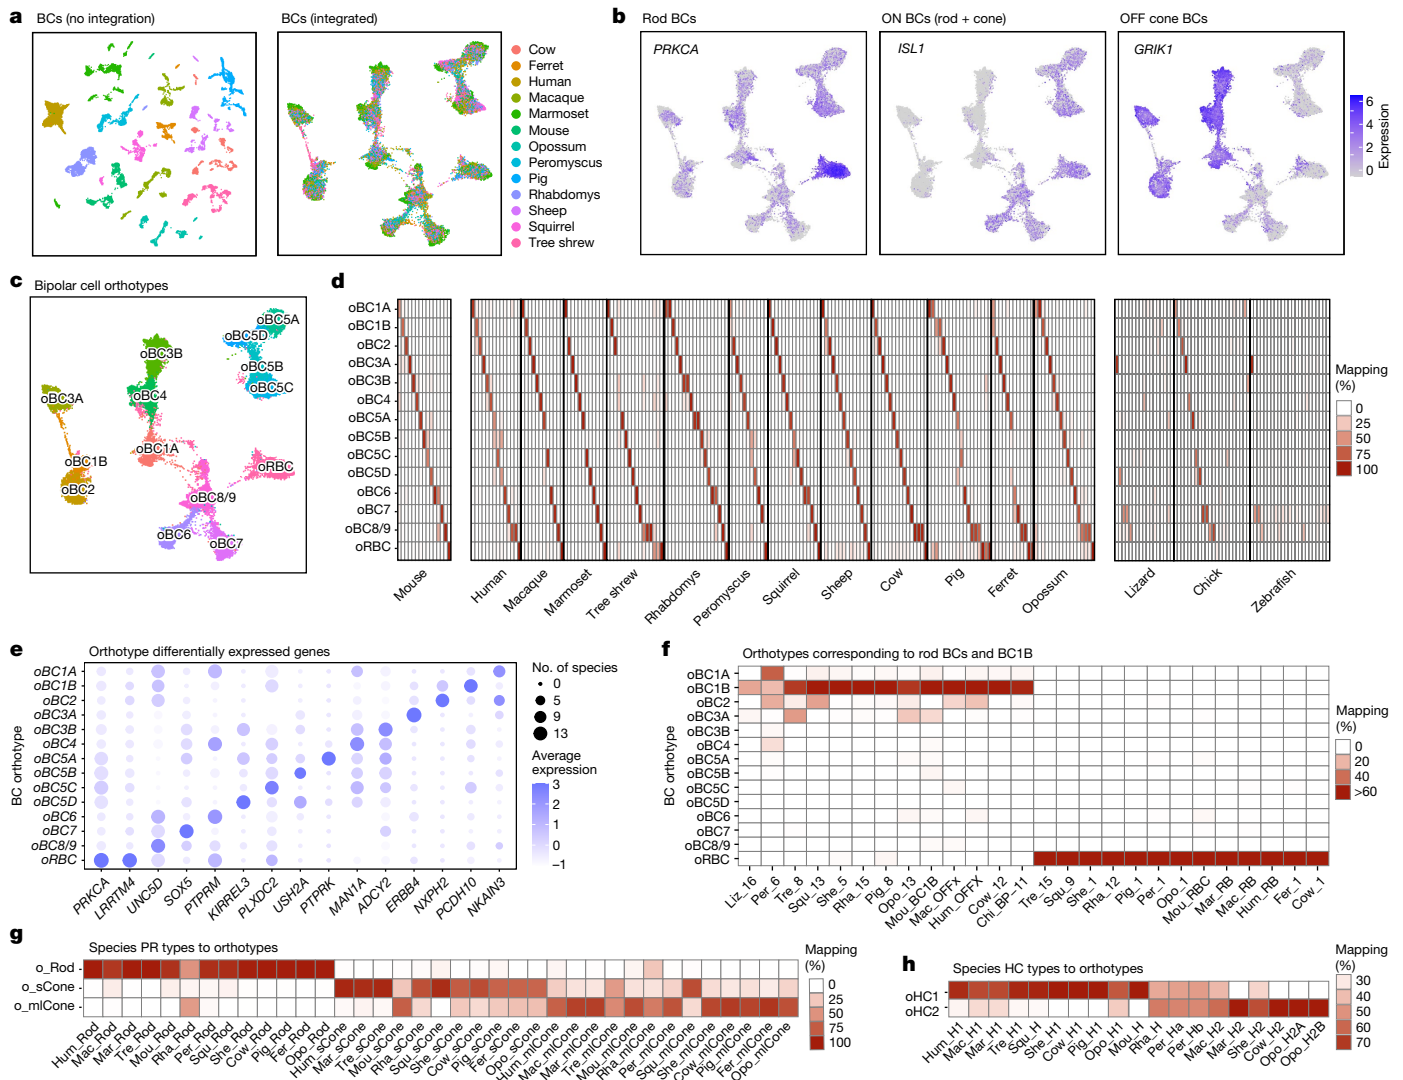 a
BCs (no integration)
BCs (integrated)
Cow
Ferret
Human
Macaque
Marmoset
Mouse
Opossum
Peromyscus
Pig
Rhabdomys
Sheep
Squirrel
Tree shrew
b
Rod BCs
ON BCs (rod + cone)
OFF cone BCs
PRKCA
ISL1
GRIK1
6
4
2
0
Expression
c
Bipolar cell orthotypes
oBC5A
oBC5D
oBC3B
oBC5B
oBC5C
oBC3A
oBC4
oBC1A
oBC1B
oRBC
oBC2
oBC8/9
oBC6
oBC7
d
oBC1A
oBC1B
oBC2
oBC3A
oBC3B
oBC4
oBC5A
oBC5B
oBC5C
oBC5D
oBC6
oBC7
oBC8/9
oRBC
Mouse
Human
Macaque
Marmoset
Tree shrew
Rhabdomys
Peromyscus
Squirrel
Sheep
Cow
Pig
Ferret
Opossum
Lizard
Chick
Zebrafish
Mapping
(%)
0
25
50
75
100
e
Orthotype differentially expressed genes
BC orthotype
oBC1A
oBC1B
oBC2
oBC3A
oBC3B
oBC4
oBC5A
oBC5B
oBC5C
oBC5D
oBC6
oBC7
oBC8/9
oRBC
PRKCA
LRRTM4
UNC5D
SOX5
PTPRM
KIRREL3
PLXDC2
USH2A
PTPRK
MAN1A
ADCY2
ERBB4
NXPH2
PCDH10
NKAIN3
No. of species
0
5
9
13
Average
expression
3
2
1
0
−1
f
Orthotypes corresponding to rod BCs and BC1B
BC orthotype
oBC1A
oBC1B
oBC2
oBC3A
oBC3B
oBC4
oBC5A
oBC5B
oBC5C
oBC5D
oBC6
oBC7
oBC8/9
oRBC
Liz_16
Per_6
Tre_8
Squ_13
She_5
Rha_15
Pig_8
Opo_13
Mou_BC1B
Mac_OFFx
Hum_OFFX
Cow_12
Chi_BP-11
Tre_15
Squ_9
She_1
Rha_12
Pig_1
Per_1
Opo_1
Mou_RBC
Mar_RB
Mac_RB
Hum_RB
Fer_1
Cow_1
Mapping
(%)
0
20
40
>60
g
Species PR types to orthotypes
o_Rod
o_sCone
o_mlCone
Hum_Rod
Mac_Rod
Mar_Rod
Tre_Rod
Mou_Rod
Rha_Rod
Per_Rod
Squ_Rod
She_Rod
Cow_Rod
Pig_Rod
Fer_Rod
Opo_Rod
Hum_sCone
Mar_sCone
Tre_sCone
Mou_sCone
Rha_sCone
Squ_sCone
She_sCone
Cow_sCone
Pig_sCone
Fer_sCone
Opo_sCone
Hum_mlCone
Mac_mlCone
Mar_mlCone
Tre_mlCone
Mou_mlCone
Rha_mlCone
Per_mlCone
Squ_mlCone
She_mlCone
Cow_mlCone
Pig_mlCone
Fer_mlCone
Opo_mlCone
Mapping
(%)
0
25
50
75
100
h
Species HC types to orthotypes
oHC1
oHC2
Hum_H1
Mac_H1
Mar_H1
Tre_H1
Squ_H
She_H1
Cow_H1
Pig_H1
Opo_H1
Mou_H
Rha_H
Per_Ha
Per_Hb
Mac_H2
Mar_H2
She_H2
Cow_H2
Opo_H2A
Opo_H2B
Mapping
(%)
30
40
50
60
70